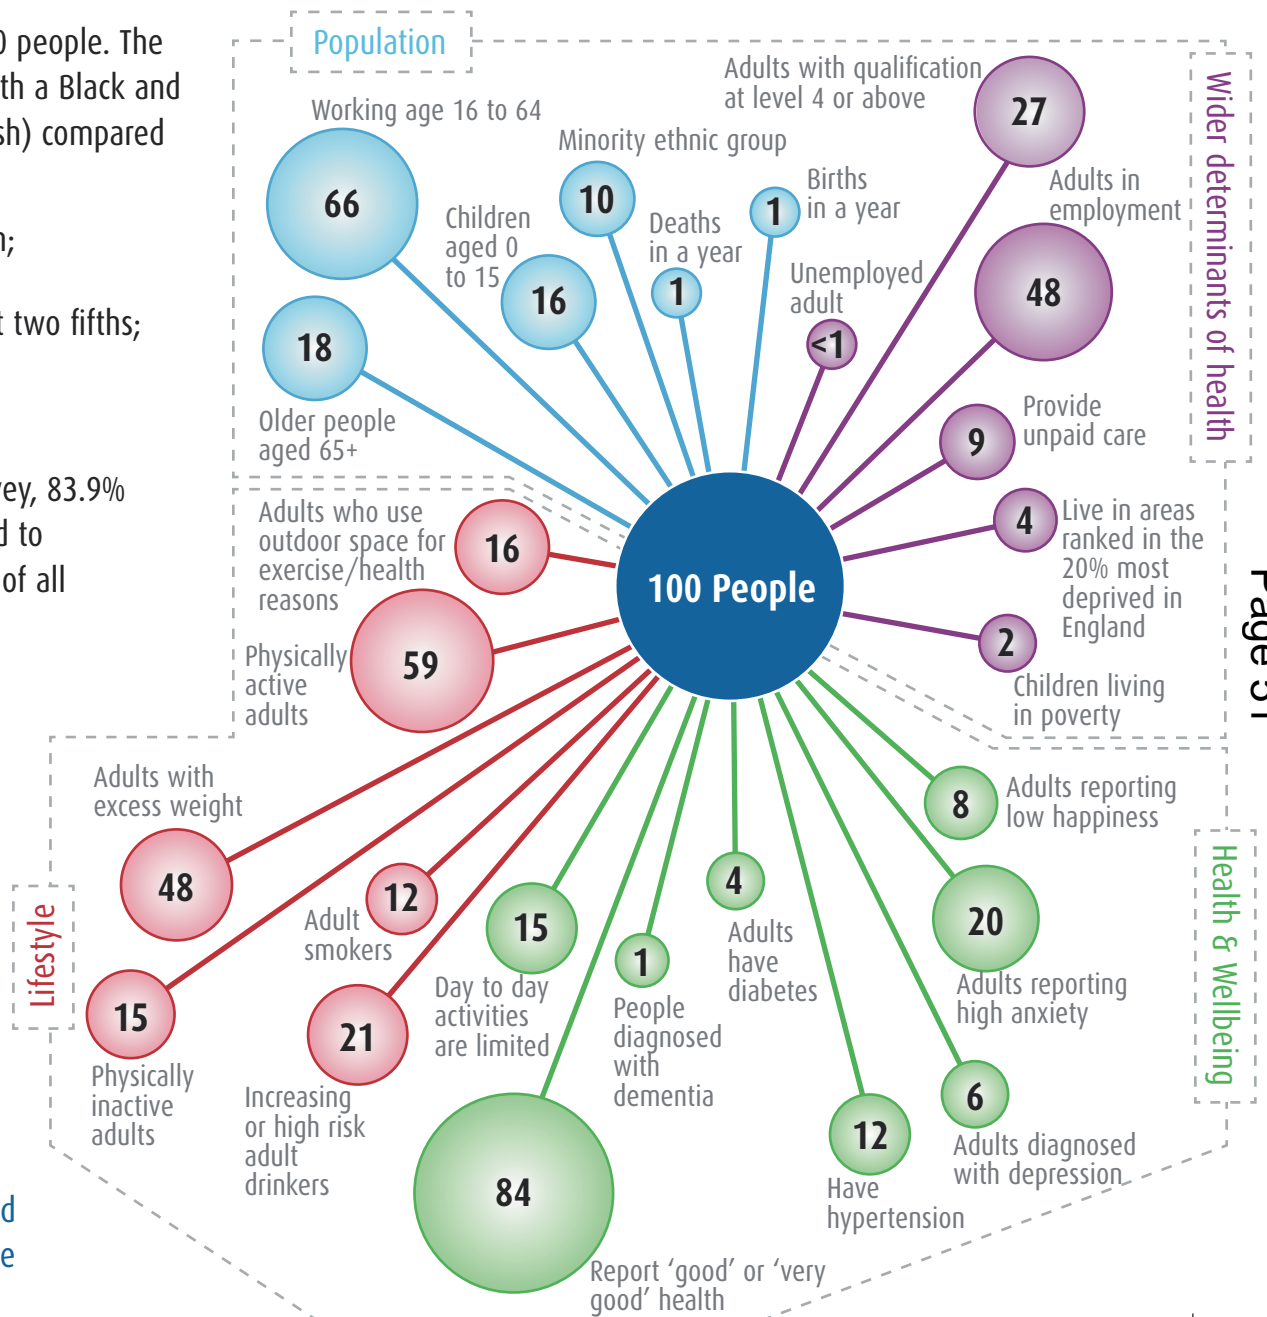 0 people. The
th a Black and
sh) compared
n;
t two fifths;
vey, 83.9%
d to
of all
d
e
Population
Working age 16 to 64
66
Children
aged 0
to 15
16
Minority ethnic group
10
Deaths
in a year
1
Births
in a year
1
18
Older people
aged 65+
Wider determinants of health
Adults with qualification
at level 4 or above
27
Adults in
employment
48
Unemployed
adult
<1
Provide
unpaid care
9
4
Live in areas
ranked in the
20% most
deprived in
England
2
Children living
in poverty
100 People
Page 51
Adults who use
outdoor space for
exercise/health
reasons
16
Physically
active
adults
59
Adults with
excess weight
48
Lifestyle
15
Physically
inactive
adults
12
Adult
smokers
21
Increasing
or high risk
adult
drinkers
15
Day to day
activities
are limited
84
Report ‘good’ or ‘very
good’ health
1
People
diagnosed
with
dementia
4
Adults
have
diabetes
12
Have
hypertension
6
Adults diagnosed
with depression
20
Adults reporting
high anxiety
8
Adults reporting
low happiness
Health & Wellbeing